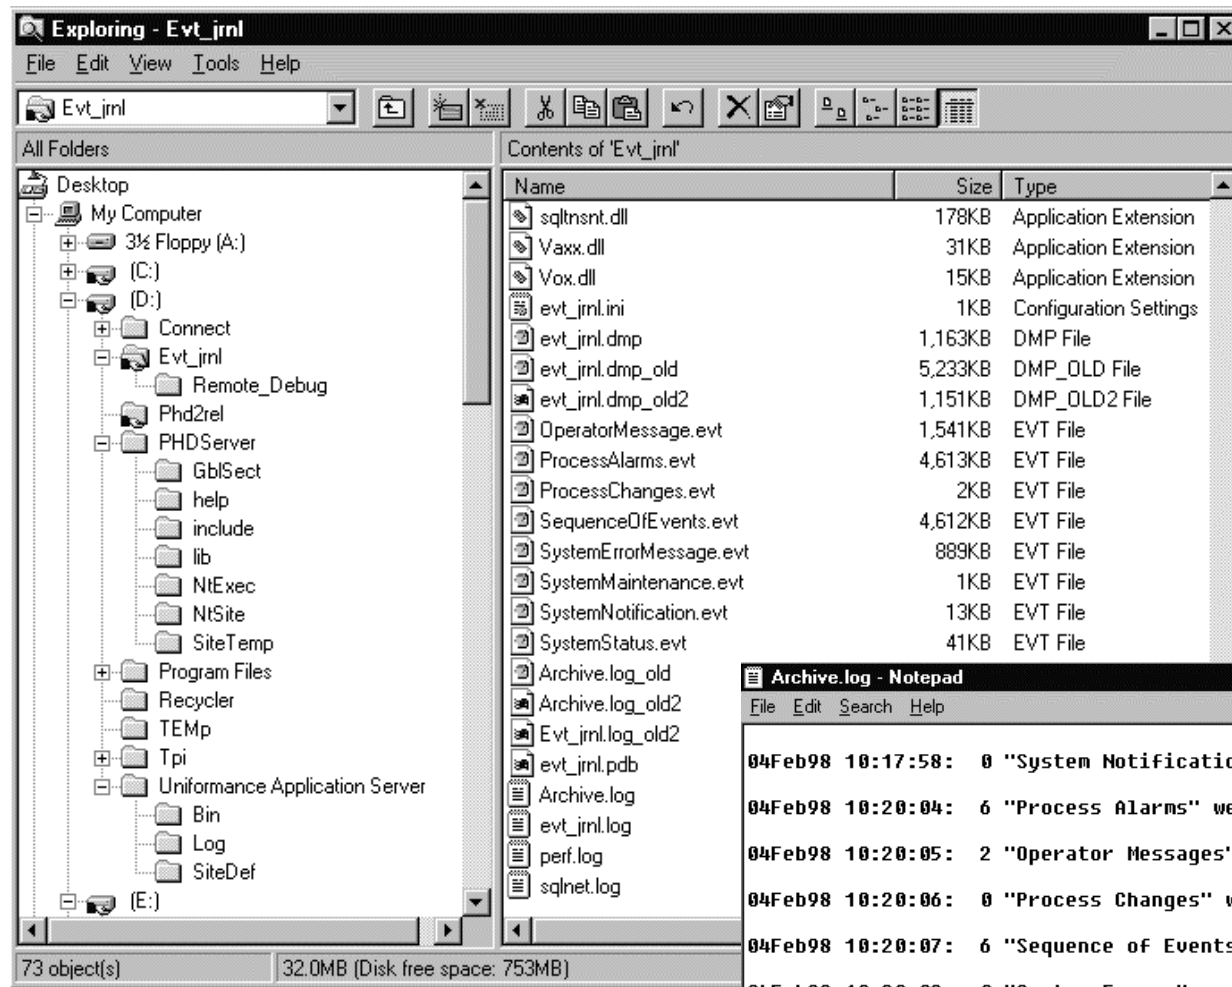 Exploring - Evt_jrnl
File Edit View Tools Help
Evt_jrnl
All Folders
Contents of 'Evt_jrnl'
Desktop
My Computer
3½ Floppy (A:)
(C:)
(D:)
Connect
Evt_jrnl
Remote_Debug
Phd2rel
PHDServer
GblSect
help
include
lib
NtExec
NtSite
SiteTemp
Program Files
Recycler
TEMp
Tpi
Uniformance Application Server
Bin
Log
SiteDef
(E:)
Name Size Type
sqltnsnt.dll 178KB Application Extension
Vaxx.dll 31KB Application Extension
Vox.dll 15KB Application Extension
evt_jrnl.ini 1KB Configuration Settings
evt_jrnl.dmp 1,163KB DMP File
evt_jrnl.dmp_old 5,233KB DMP_OLD File
evt_jrnl.dmp_old2 1,151KB DMP_OLD2 File
OperatorMessage.evt 1,541KB EVT File
ProcessAlarms.evt 4,613KB EVT File
ProcessChanges.evt 2KB EVT File
SequenceOfEvents.evt 4,612KB EVT File
SystemErrorMessage.evt 889KB EVT File
SystemMaintenance.evt 1KB EVT File
SystemNotification.evt 13KB EVT File
SystemStatus.evt 41KB EVT File
Archive.log_old
Archive.log_old2
Evt_jrnl.log_old2
evt_jrnl.pdb
Archive.log
evt_jrnl.log
perf.log
sqlnet.log
73 object(s) 32.0MB (Disk free space: 753MB)
Archive.log - Notepad
File Edit Search Help
04Feb98 10:17:58: 0 "System Notificatio
04Feb98 10:20:04: 6 "Process Alarms" we
04Feb98 10:20:05: 2 "Operator Messages"
04Feb98 10:20:06: 0 "Process Changes" w
04Feb98 10:20:07: 6 "Sequence of Events